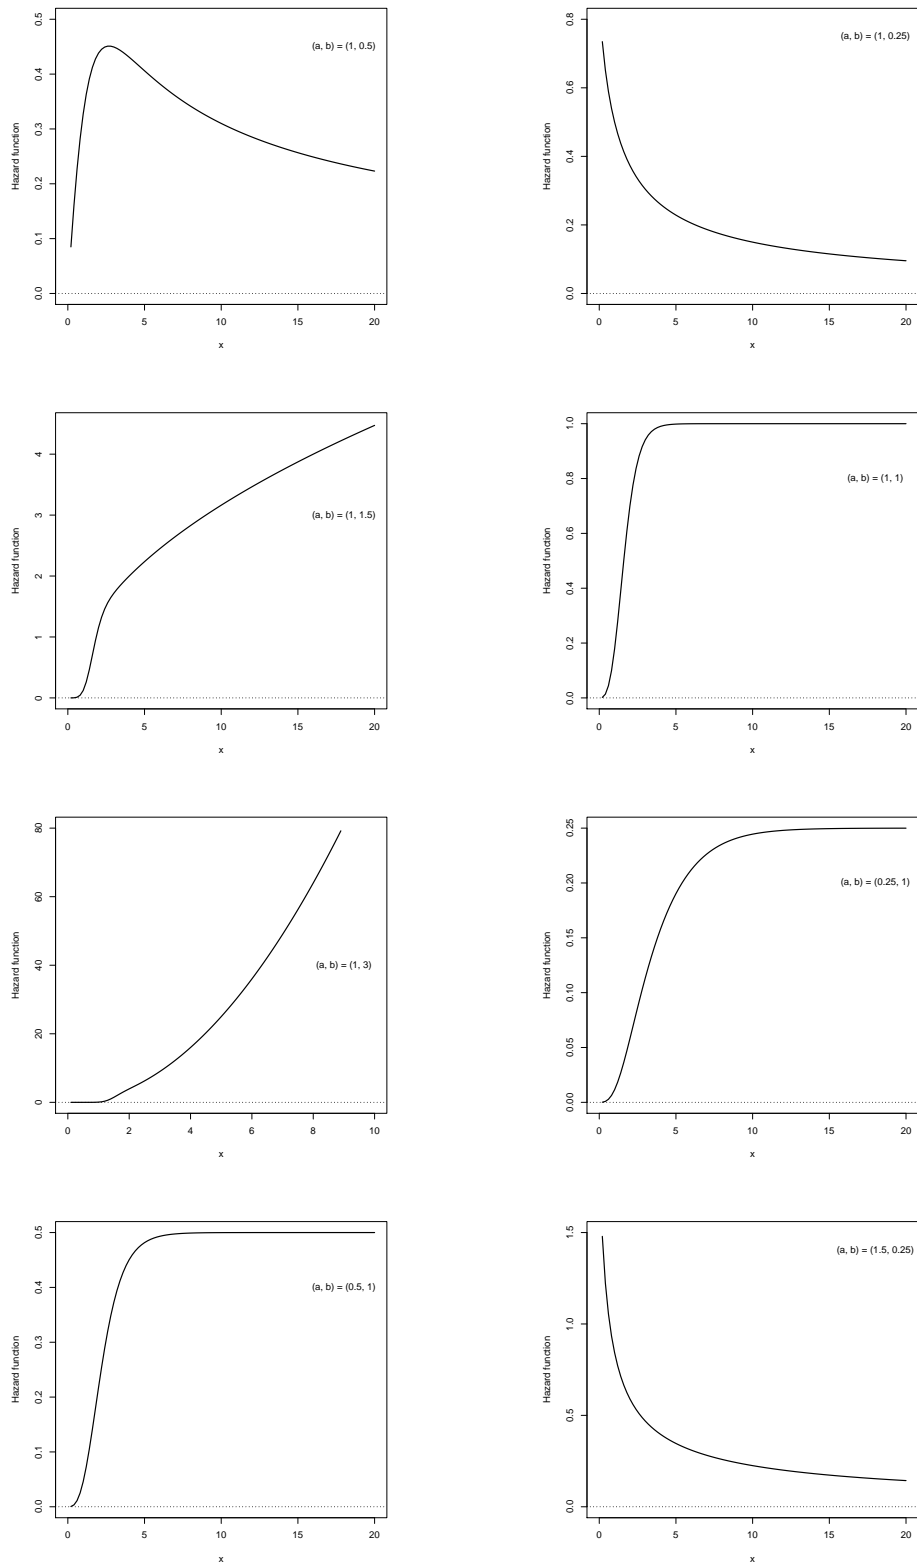 0.5
0.4
0.3
0.2
0.1
0.0
Hazard function
(a, b) = (1, 0.5)
0 5 10 15 20
x
0.8
0.6
0.4
0.2
0.0
Hazard function
(a, b) = (1, 0.25)
0 5 10 15 20
x
4
3
2
1
0
Hazard function
(a, b) = (1, 1.5)
0 5 10 15 20
x
1.0
0.8
0.6
0.4
0.2
0.0
Hazard function
(a, b) = (1, 1)
0 5 10 15 20
x
80
60
40
20
0
Hazard function
(a, b) = (1, 3)
0 2 4 6 8 10
x
0.25
0.20
0.15
0.10
0.05
0.00
Hazard function
(a, b) = (0.25, 1)
0 5 10 15 20
x
0.5
0.4
0.3
0.2
0.1
0.0
Hazard function
(a, b) = (0.5, 1)
0 5 10 15 20
x
1.5
1.0
0.5
0.0
Hazard function
(a, b) = (1.5, 0.25)
0 5 10 15 20
x